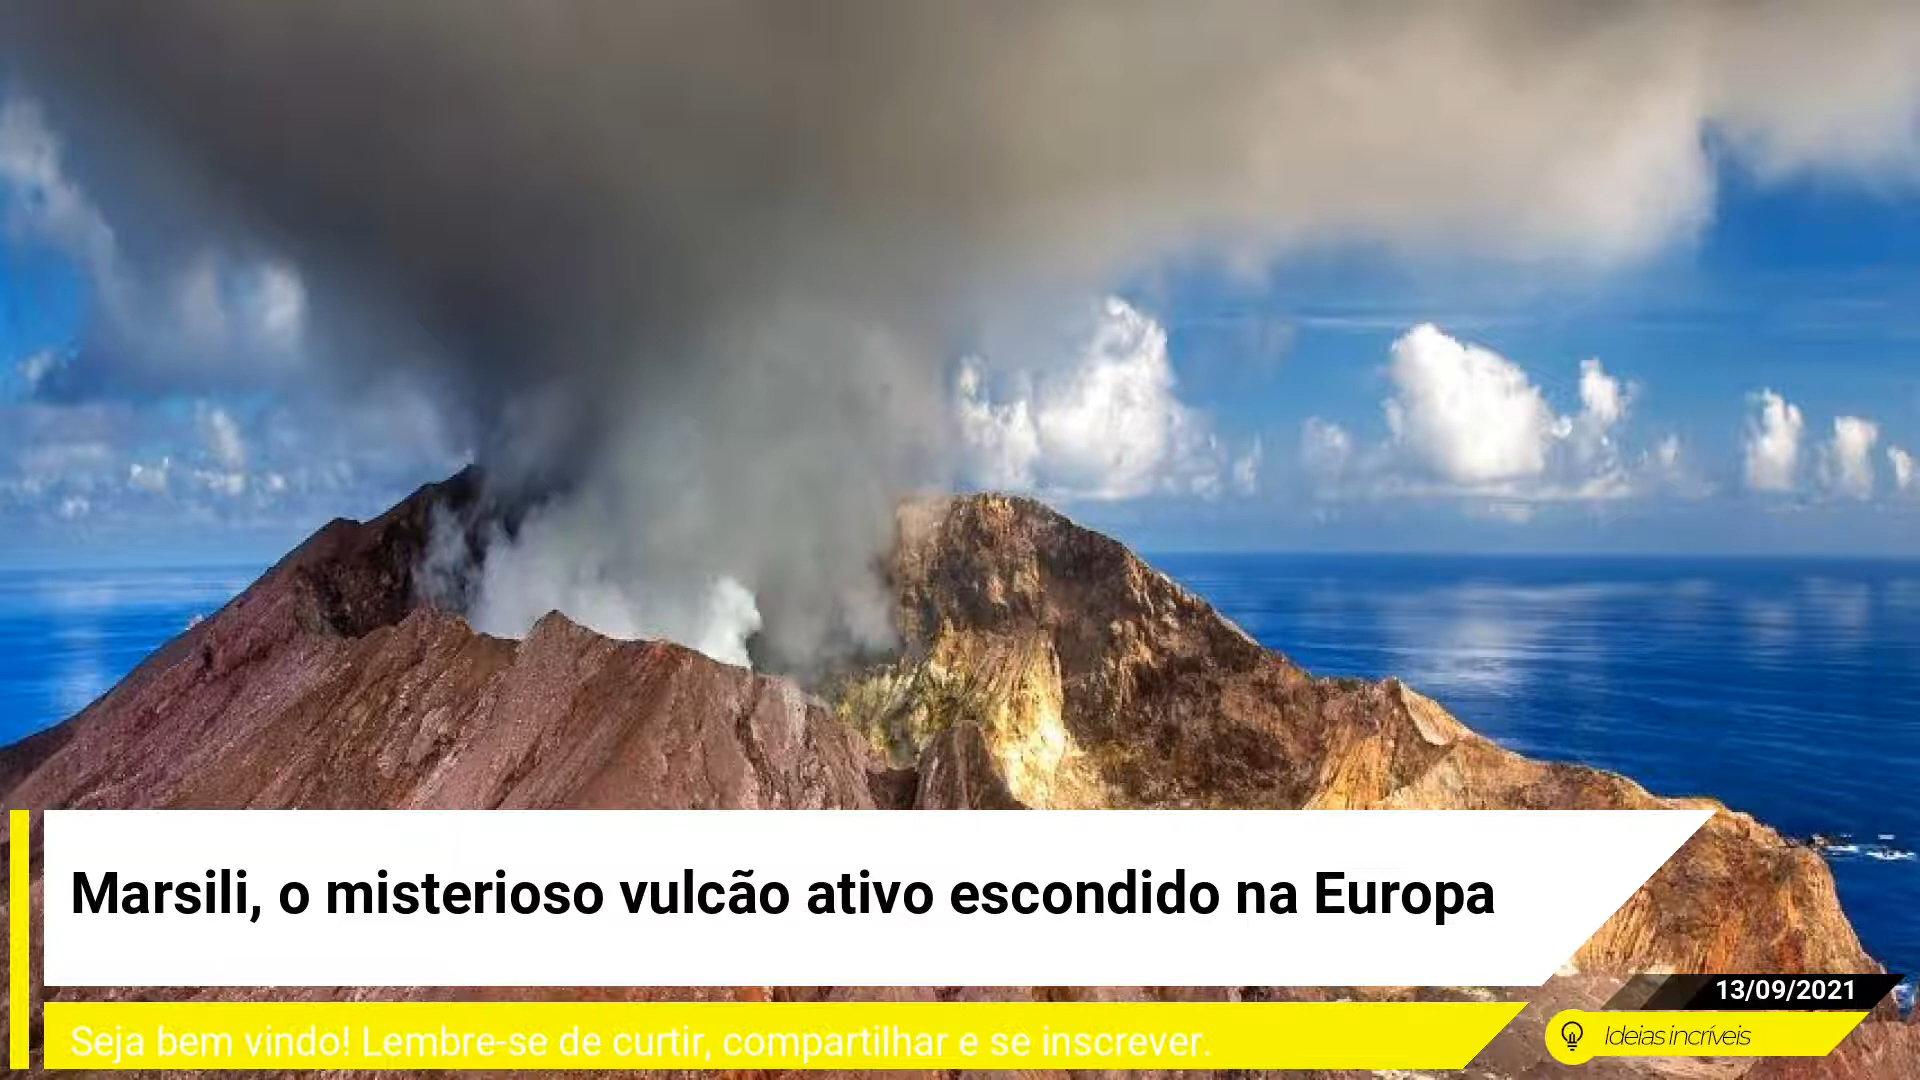 Marsili, o misterioso vulcão ativo escondido na Europa
13/09/2021
Seja bem vindo! Lembre-se de curtir, compartilhar e se inscrever.
Ideias incríveis